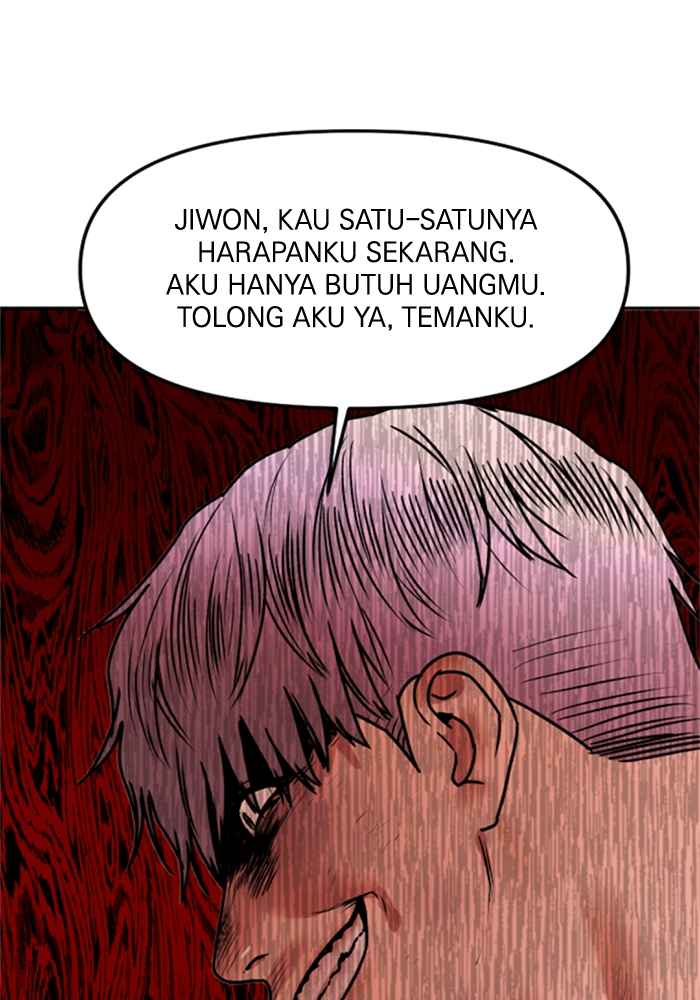 JIWON, KAU SATU-SATUNYA
HARAPANKU SEKARANG.
AKU HANYA BUTUH UANGMU.
TOLONG AKU YA, TEMANKU.